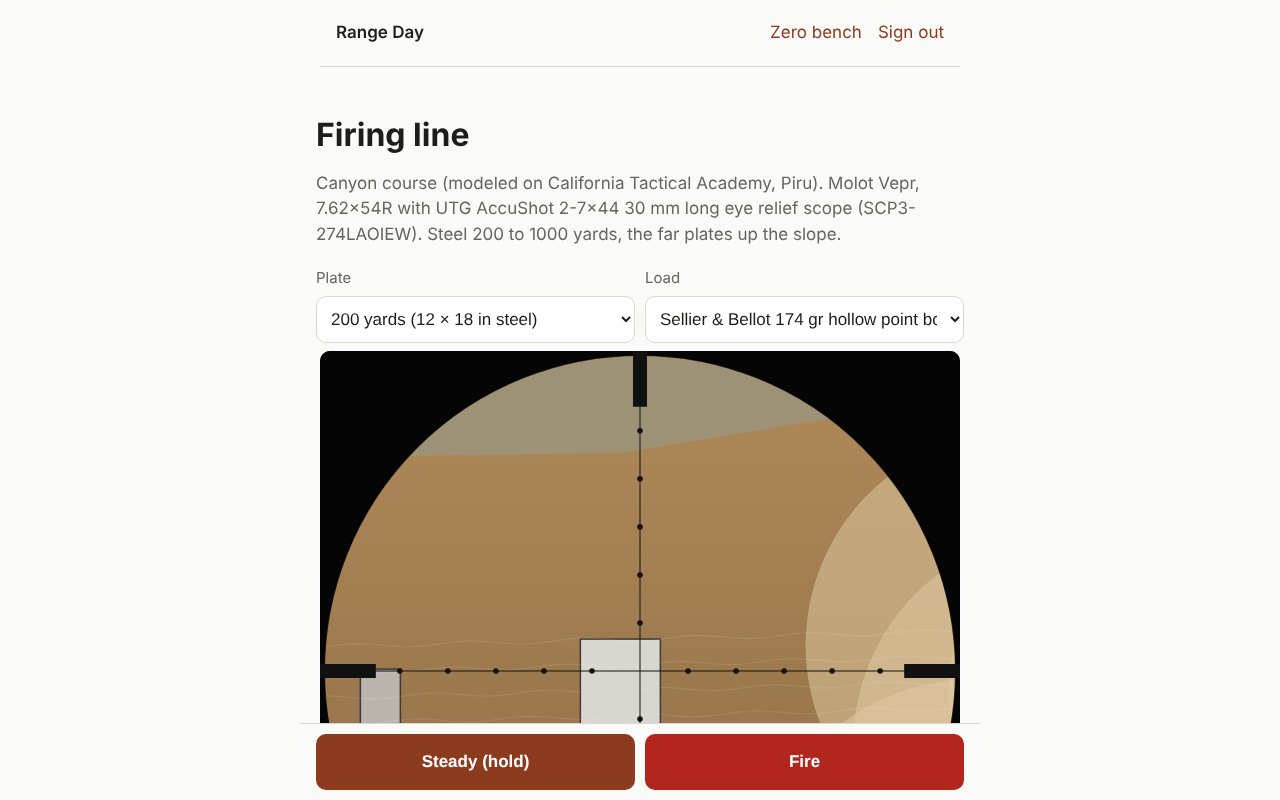 Range Day
Zero bench
Sign out
Firing line
Canyon course (modeled on California Tactical Academy, Piru). Molot Vepr,
7.62×54R with UTG AccuShot 2-7×44 30 mm long eye relief scope (SCP3-
274LAOIEW). Steel 200 to 1000 yards, the far plates up the slope.
Plate
Load
200 yards (12 × 18 in steel)
Sellier & Bellot 174 gr hollow point
Steady (hold)
Fire